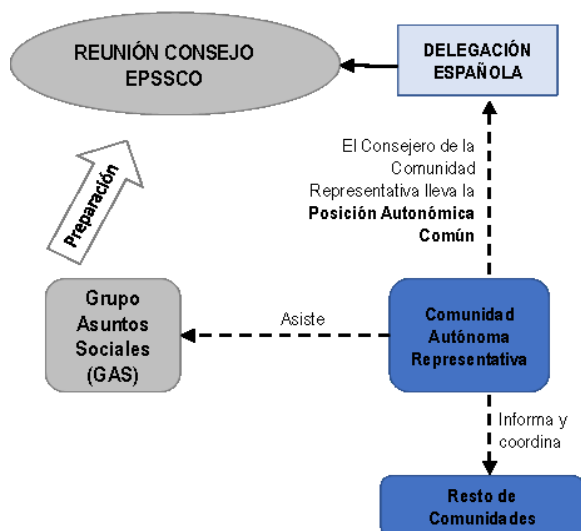 REUNIÓN CONSEJO
EPSSCO
DELEGACIÓN
ESPAÑOLA
El Consejero de la
Comunidad
Representativa lleva la
Posición Autonómica
Común
Preparación
Grupo
Asuntos
Sociales
(GAS)
Asiste
Comunidad
Autónoma
Representativa
Informa y
coordina
Resto de
Comunidades